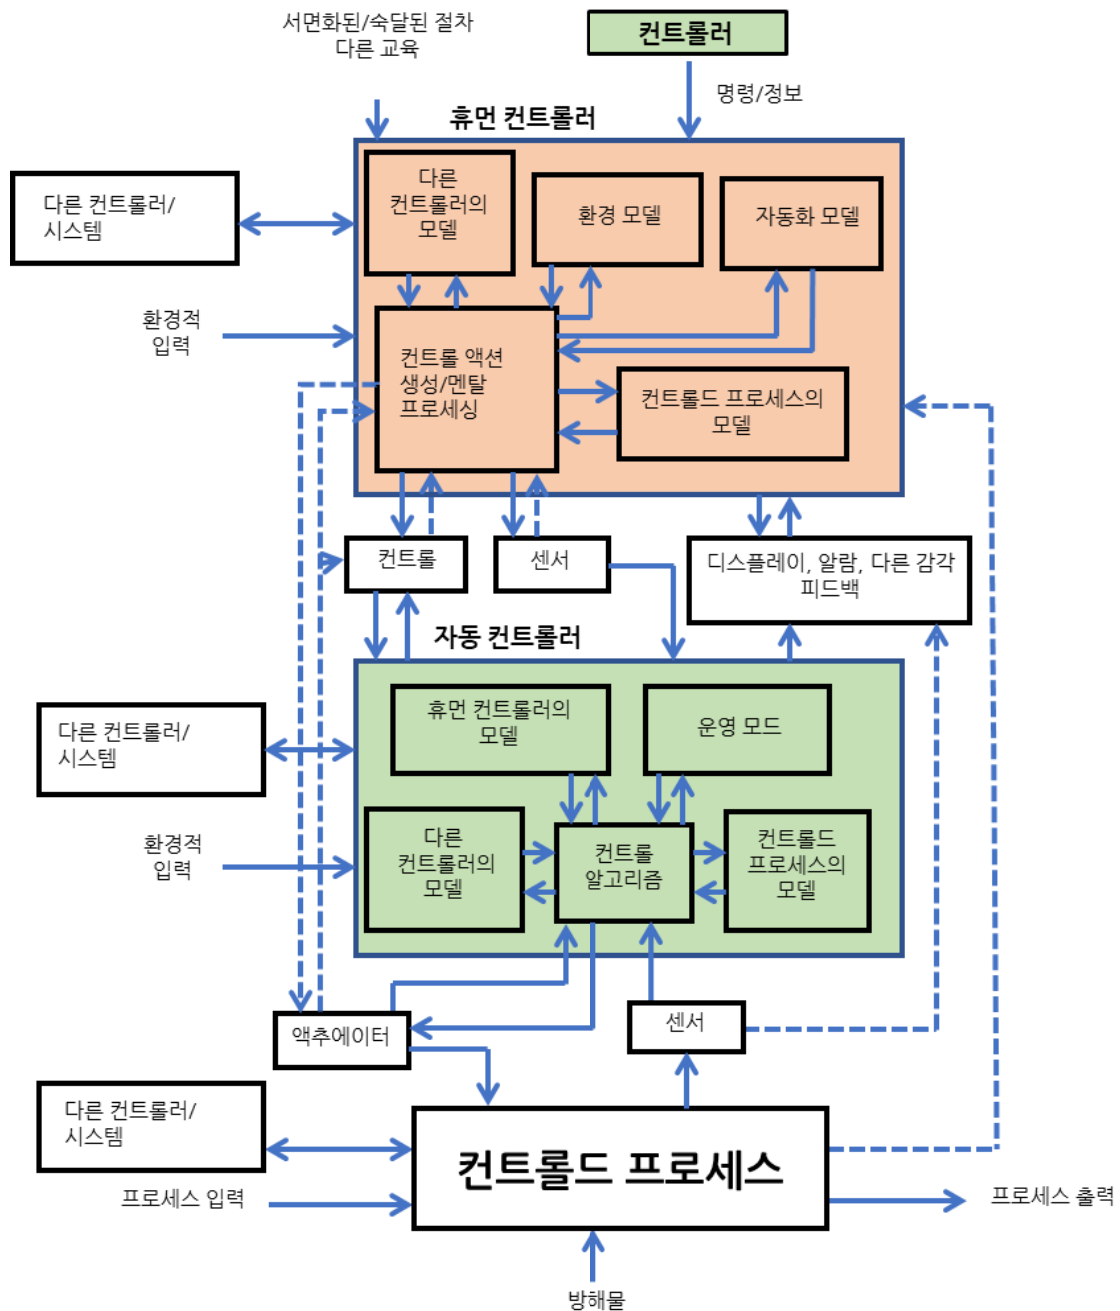 서면화된/숙달된 절차
다른 교육
컨트롤러
명령/정보
휴먼 컨트롤러
다른
컨트롤러의
모델
환경 모델
자동화 모델
다른 컨트롤러/
시스템
환경적
입력
컨트롤 액션
생성/멘탈
프로세싱
컨트롤드 프로세스의
모델
컨트롤
센서
디스플레이, 알람, 다른 감각
피드백
자동 컨트롤러
휴먼 컨트롤러의
모델
운영 모드
다른 컨트롤러/
시스템
환경적
입력
다른
컨트롤러의
모델
컨트롤
알고리즘
컨트롤드
프로세스의
모델
액추에이터
센서
다른 컨트롤러/
시스템
컨트롤드 프로세스
프로세스 입력
프로세스 출력
방해물